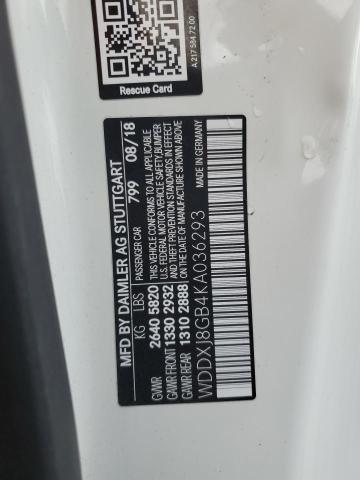 Rescue Card
A 217 584 72 00
MFD BY DAIMLER AG STUTTGART
KG LBS PASSENGER CAR 799 08/18
GVWR 2640 5820 THIS VEHICLE CONFORMS TO ALL APPLICABLE
U.S. FEDERAL MOTOR VEHICLE SAFETY, BUMPER,
GAWR FRONT 1330 2932 AND THEFT PREVENTION STANDARDS IN EFFECT
GAWR REAR 1310 2888 ON THE DATE OF MANUFACTURE SHOWN ABOVE
WDDXJ8GB4KA036293 MADE IN GERMANY